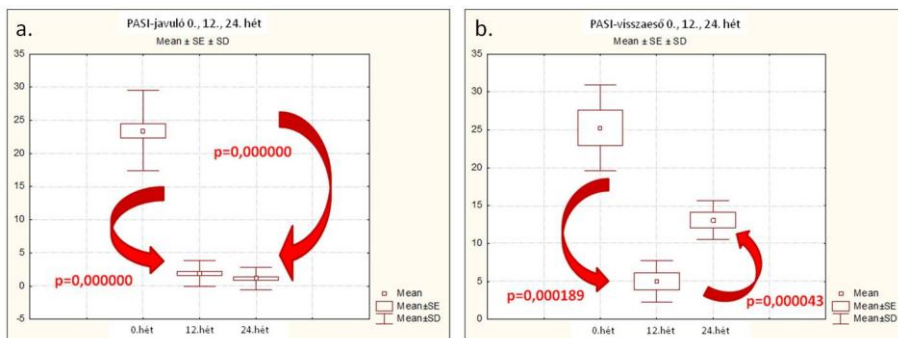 a.
PASI-javuló 0., 12., 24. hét
Mean ± SE ± SD
35
30
25
20
15
10
5
0
-5
p=0,000000
p=0,000000
0.hét 12.hét 24.hét
Mean
Mean±SE
Mean±SD
b.
PASI-visszaeső 0., 12., 24. hét
Mean ± SE ± SD
35
30
25
20
15
10
5
0
p=0,000189
p=0,000043
0.hét 12.hét 24.hét
Mean
Mean±SE
Mean±SD